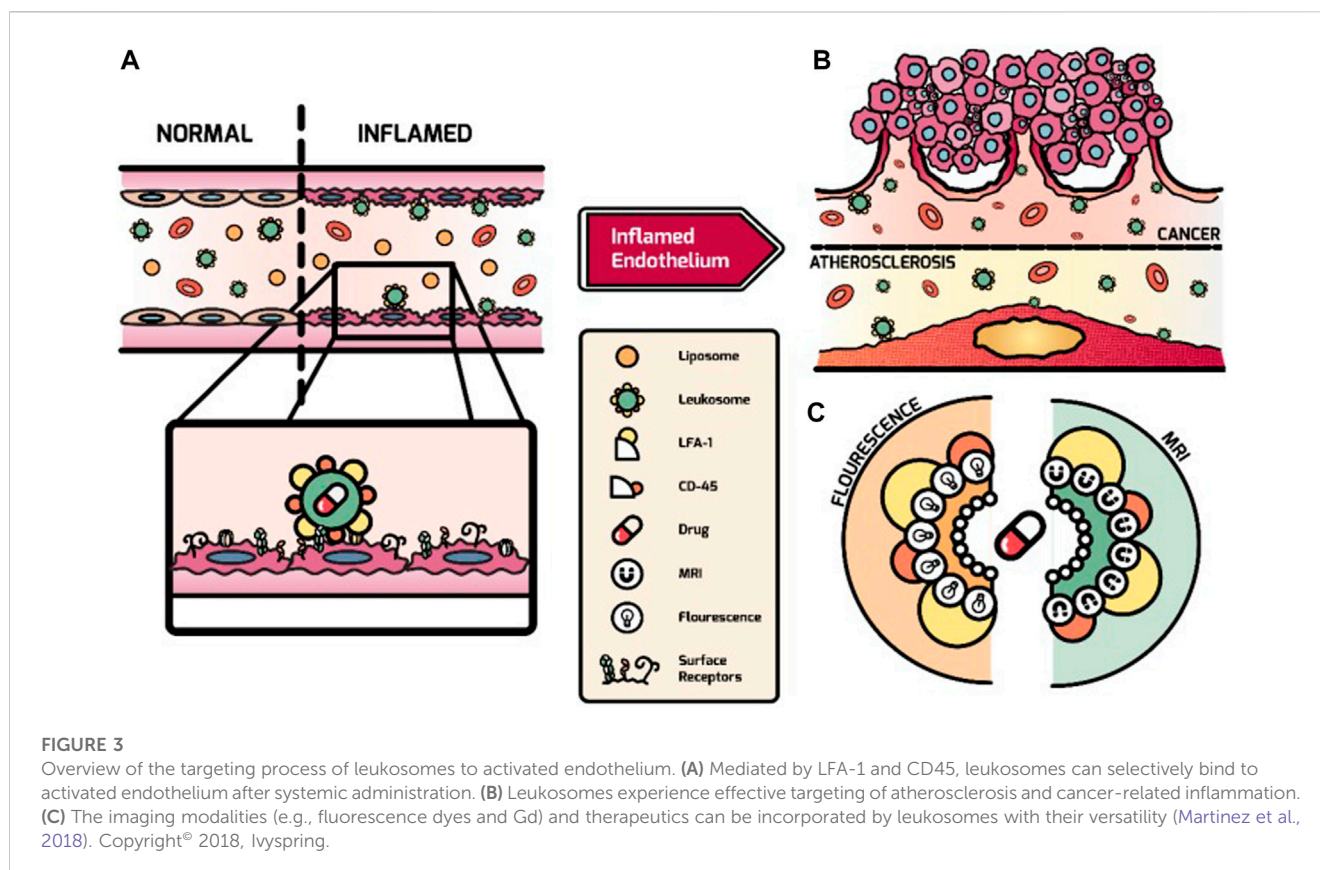 A
NORMAL
INFLAMED
Inflamed
Endothelium
Liposome
Leukosome
LFA-1
CD-45
Drug
MRI
Flourescence
Surface
Receptors
B
CANCER
ATHEROSCLEROSIS
C
FLOURESCENCE
MRI
FIGURE 3
Overview of the targeting process of leukosomes to activated endothelium. (A) Mediated by LFA-1 and CD45, leukosomes can selectively bind to
activated endothelium after systemic administration. (B) Leukosomes experience effective targeting of atherosclerosis and cancer-related inflammation.
(C) The imaging modalities (e.g., fluorescence dyes and Gd) and therapeutics can be incorporated by leukosomes with their versatility (Martinez et al.,
2018). Copyright© 2018, Ivyspring.